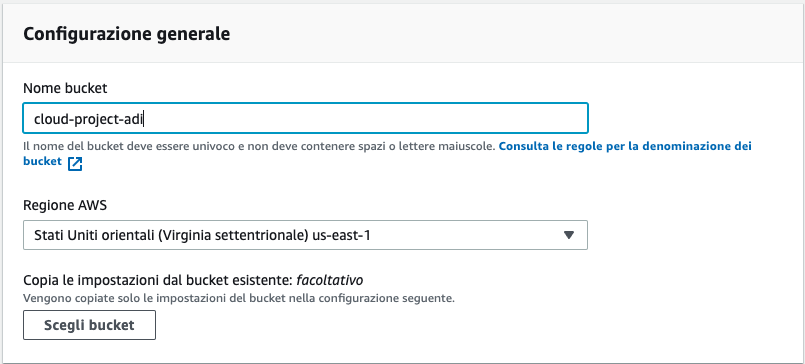 Configurazione generale
Nome bucket
cloud-project-adi
Il nome del bucket deve essere univoco e non deve contenere spazi o lettere maiuscole. Consulta le regole per la denominazione dei
bucket
Regione AWS
Stati Uniti orientali (Virginia settentrionale) us-east-1
Copia le impostazioni dal bucket esistente: facoltativo
Vengono copiate solo le impostazioni del bucket nella configurazione seguente.
Scegli bucket